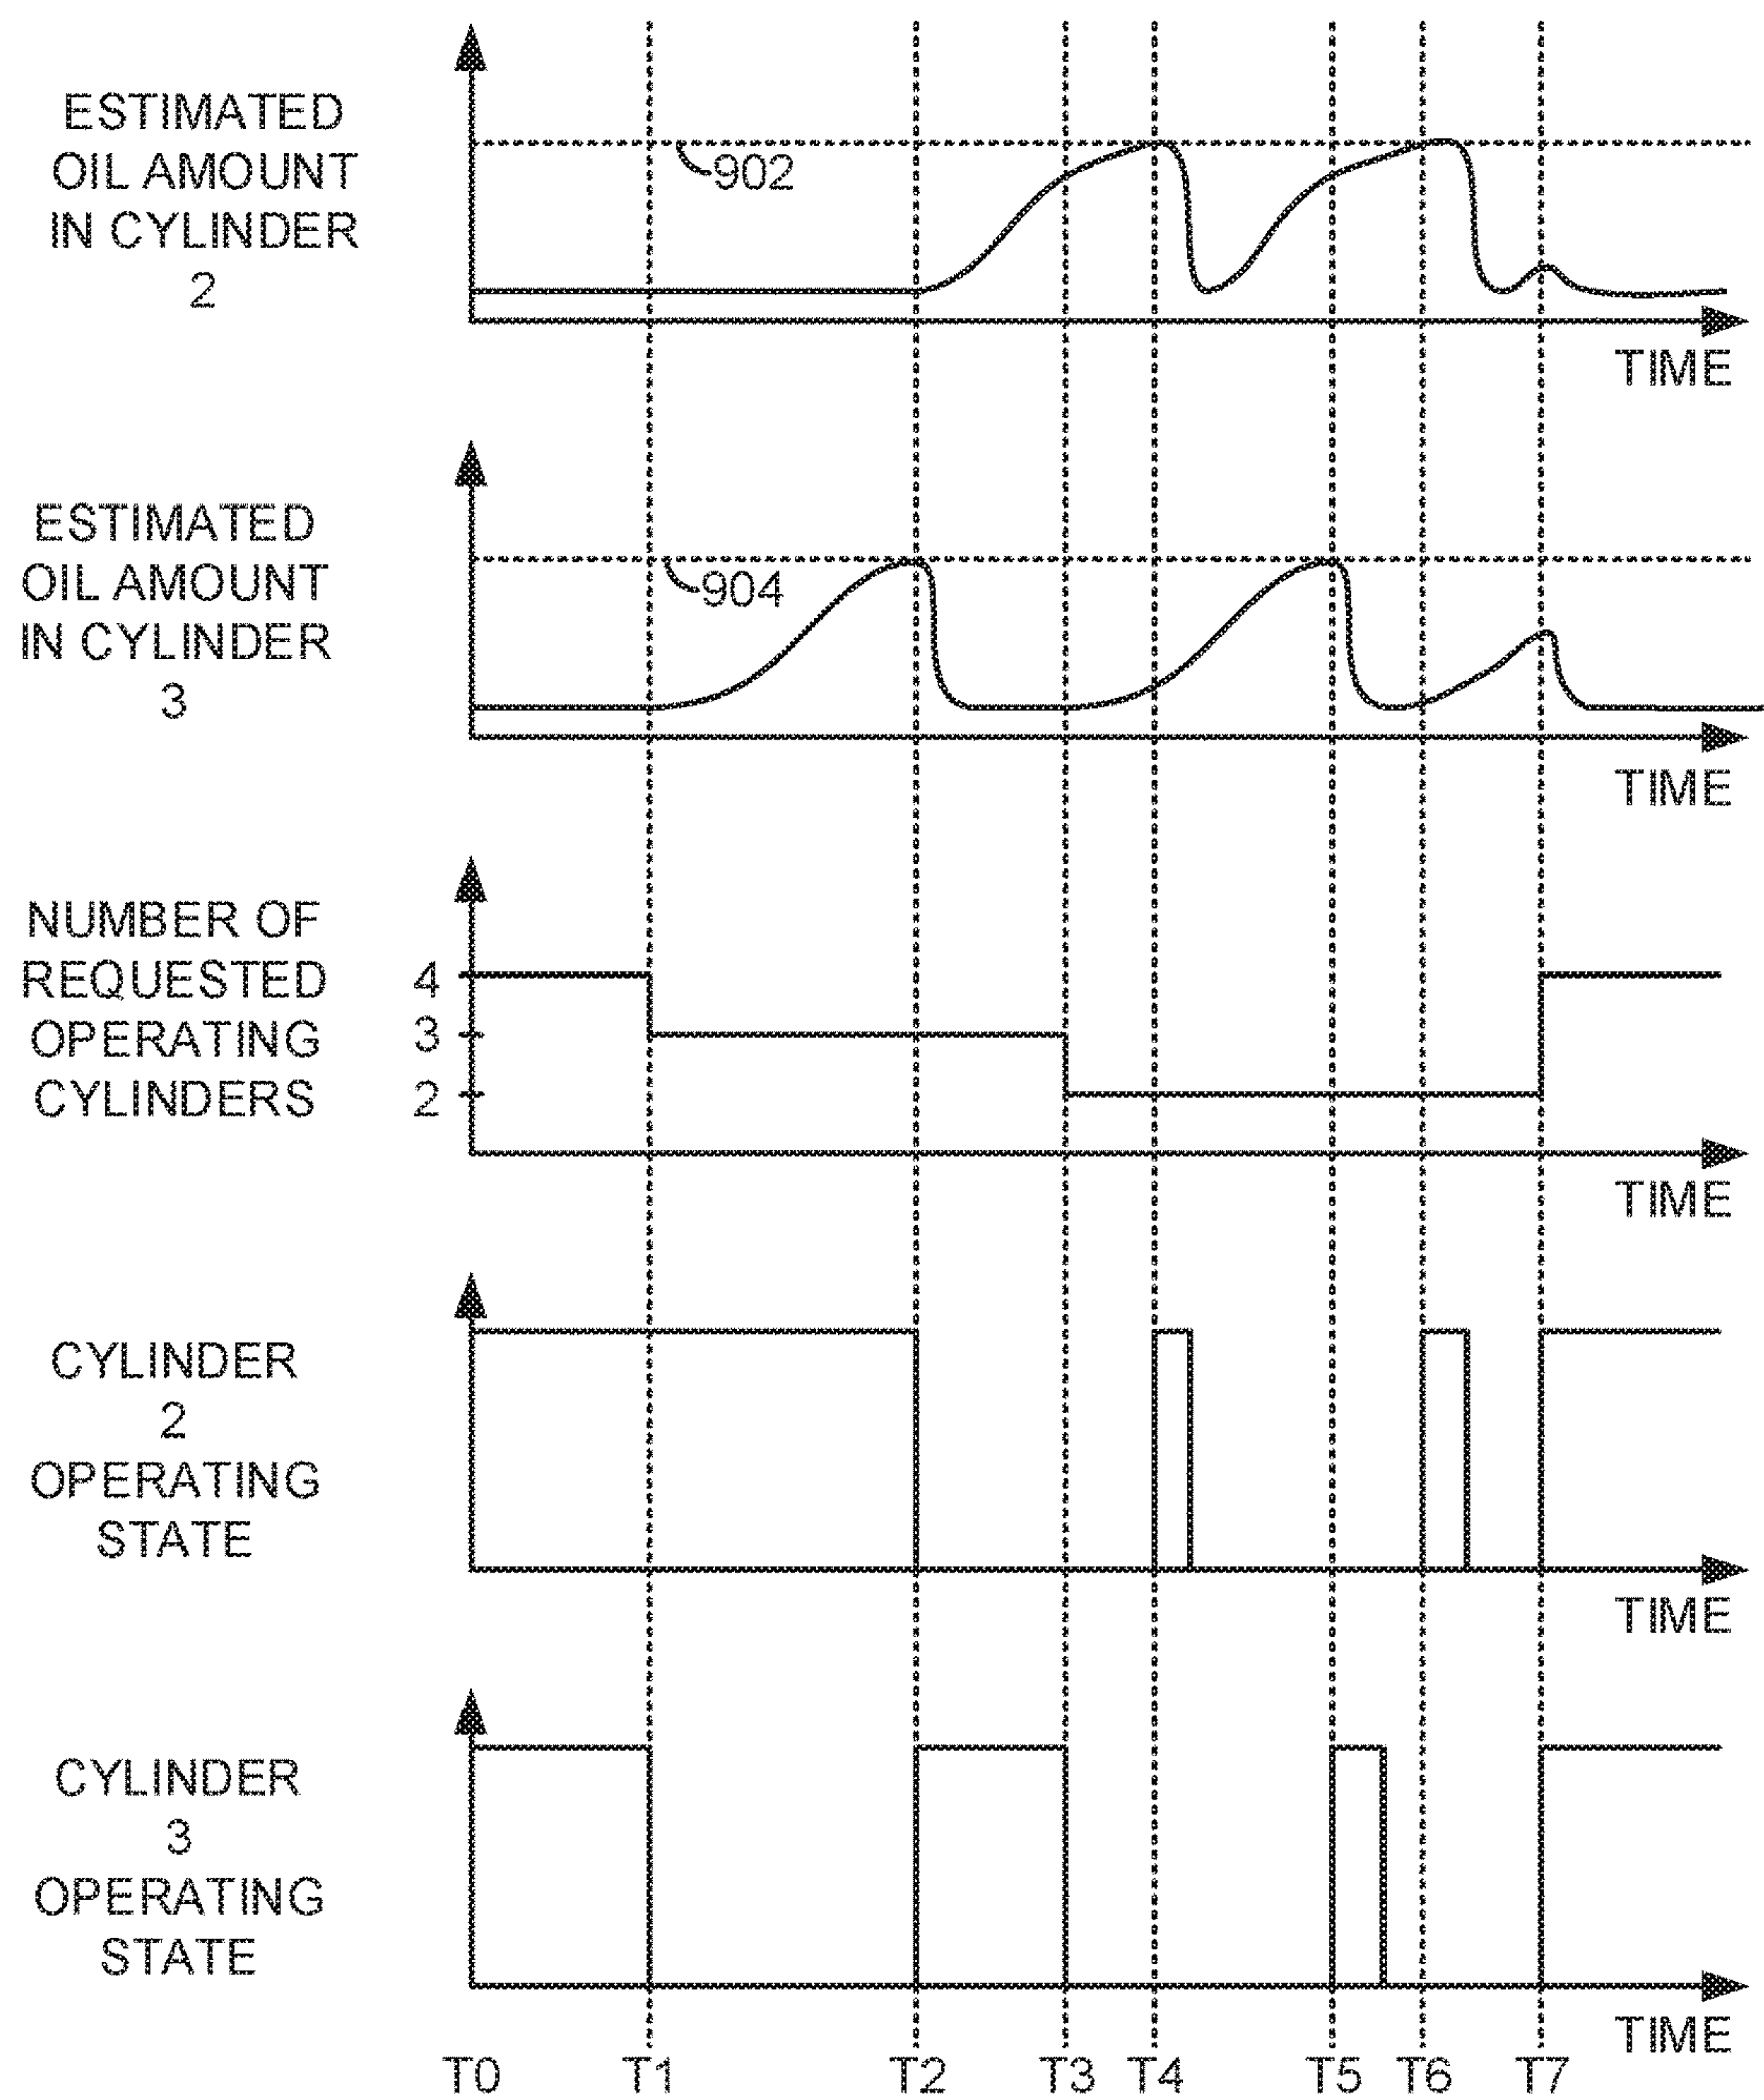 ESTIMATED
OIL AMOUNT
IN CYLINDER
2
902
TIME
ESTIMATED
OIL AMOUNT
IN CYLINDER
3
904
TIME
NUMBER OF
REQUESTED
OPERATING
CYLINDERS
4
3
2
TIME
CYLINDER
2
OPERATING
STATE
TIME
CYLINDER
3
OPERATING
STATE
TIME
T0 T1 T2 T3 T4 T5 T6 T7